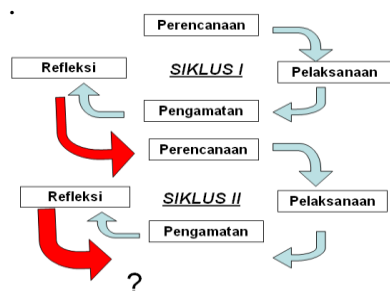 Perencanaan
Refleksi
SIKLUS I
Pelaksanaan
Pengamatan
Perencanaan
Refleksi
SIKLUS II
Pelaksanaan
Pengamatan
?